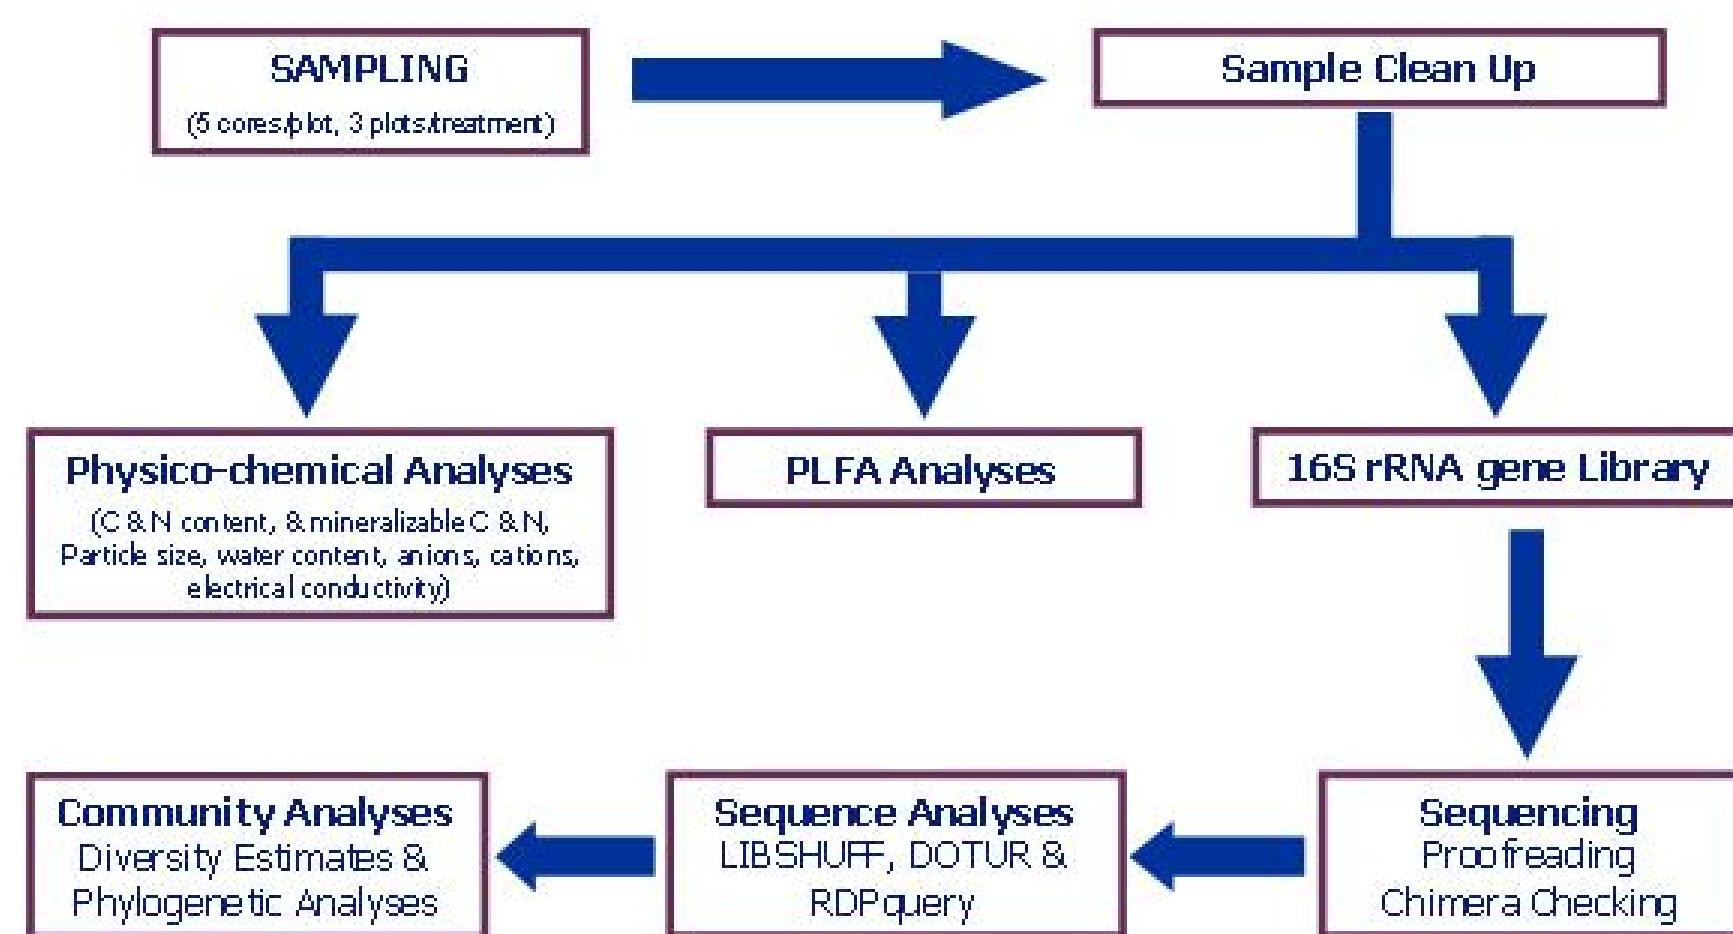 SAMPLING
(5 cores/plot, 3 plots/treatment)
Sample Clean Up
Physico-chemical Analyses
(C & N content, & mineralizable C & N,
Particle size, water content, anions, cations,
electrical conductivity)
PLFA Analyses
16S rRNA gene Library
Community Analyses
Diversity Estimates &
Phylogenetic Analyses
Sequence Analyses
LIBSHUFF, DOTUR &
RDPquery
Sequencing
Proofreading
Chimera Checking